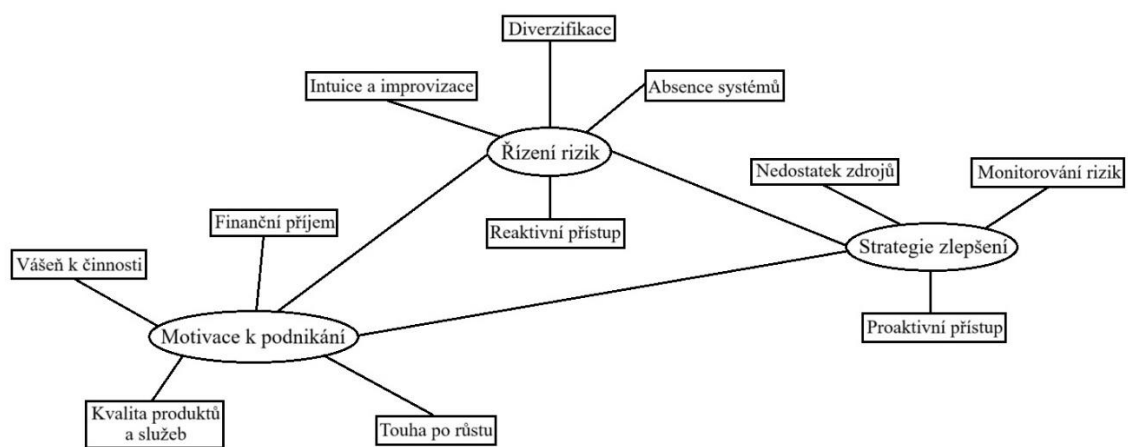 Diverzifikace
Intuice a improvizace
Absence systémů
Řízení rizik
Nedostatek zdrojů
Monitorování rizik
Finanční příjem
Reaktivní přístup
Strategie zlepšení
Vášeň k činnosti
Motivace k podnikání
Proaktivní přístup
Kvalita produktů
a služeb
Touha po růstu